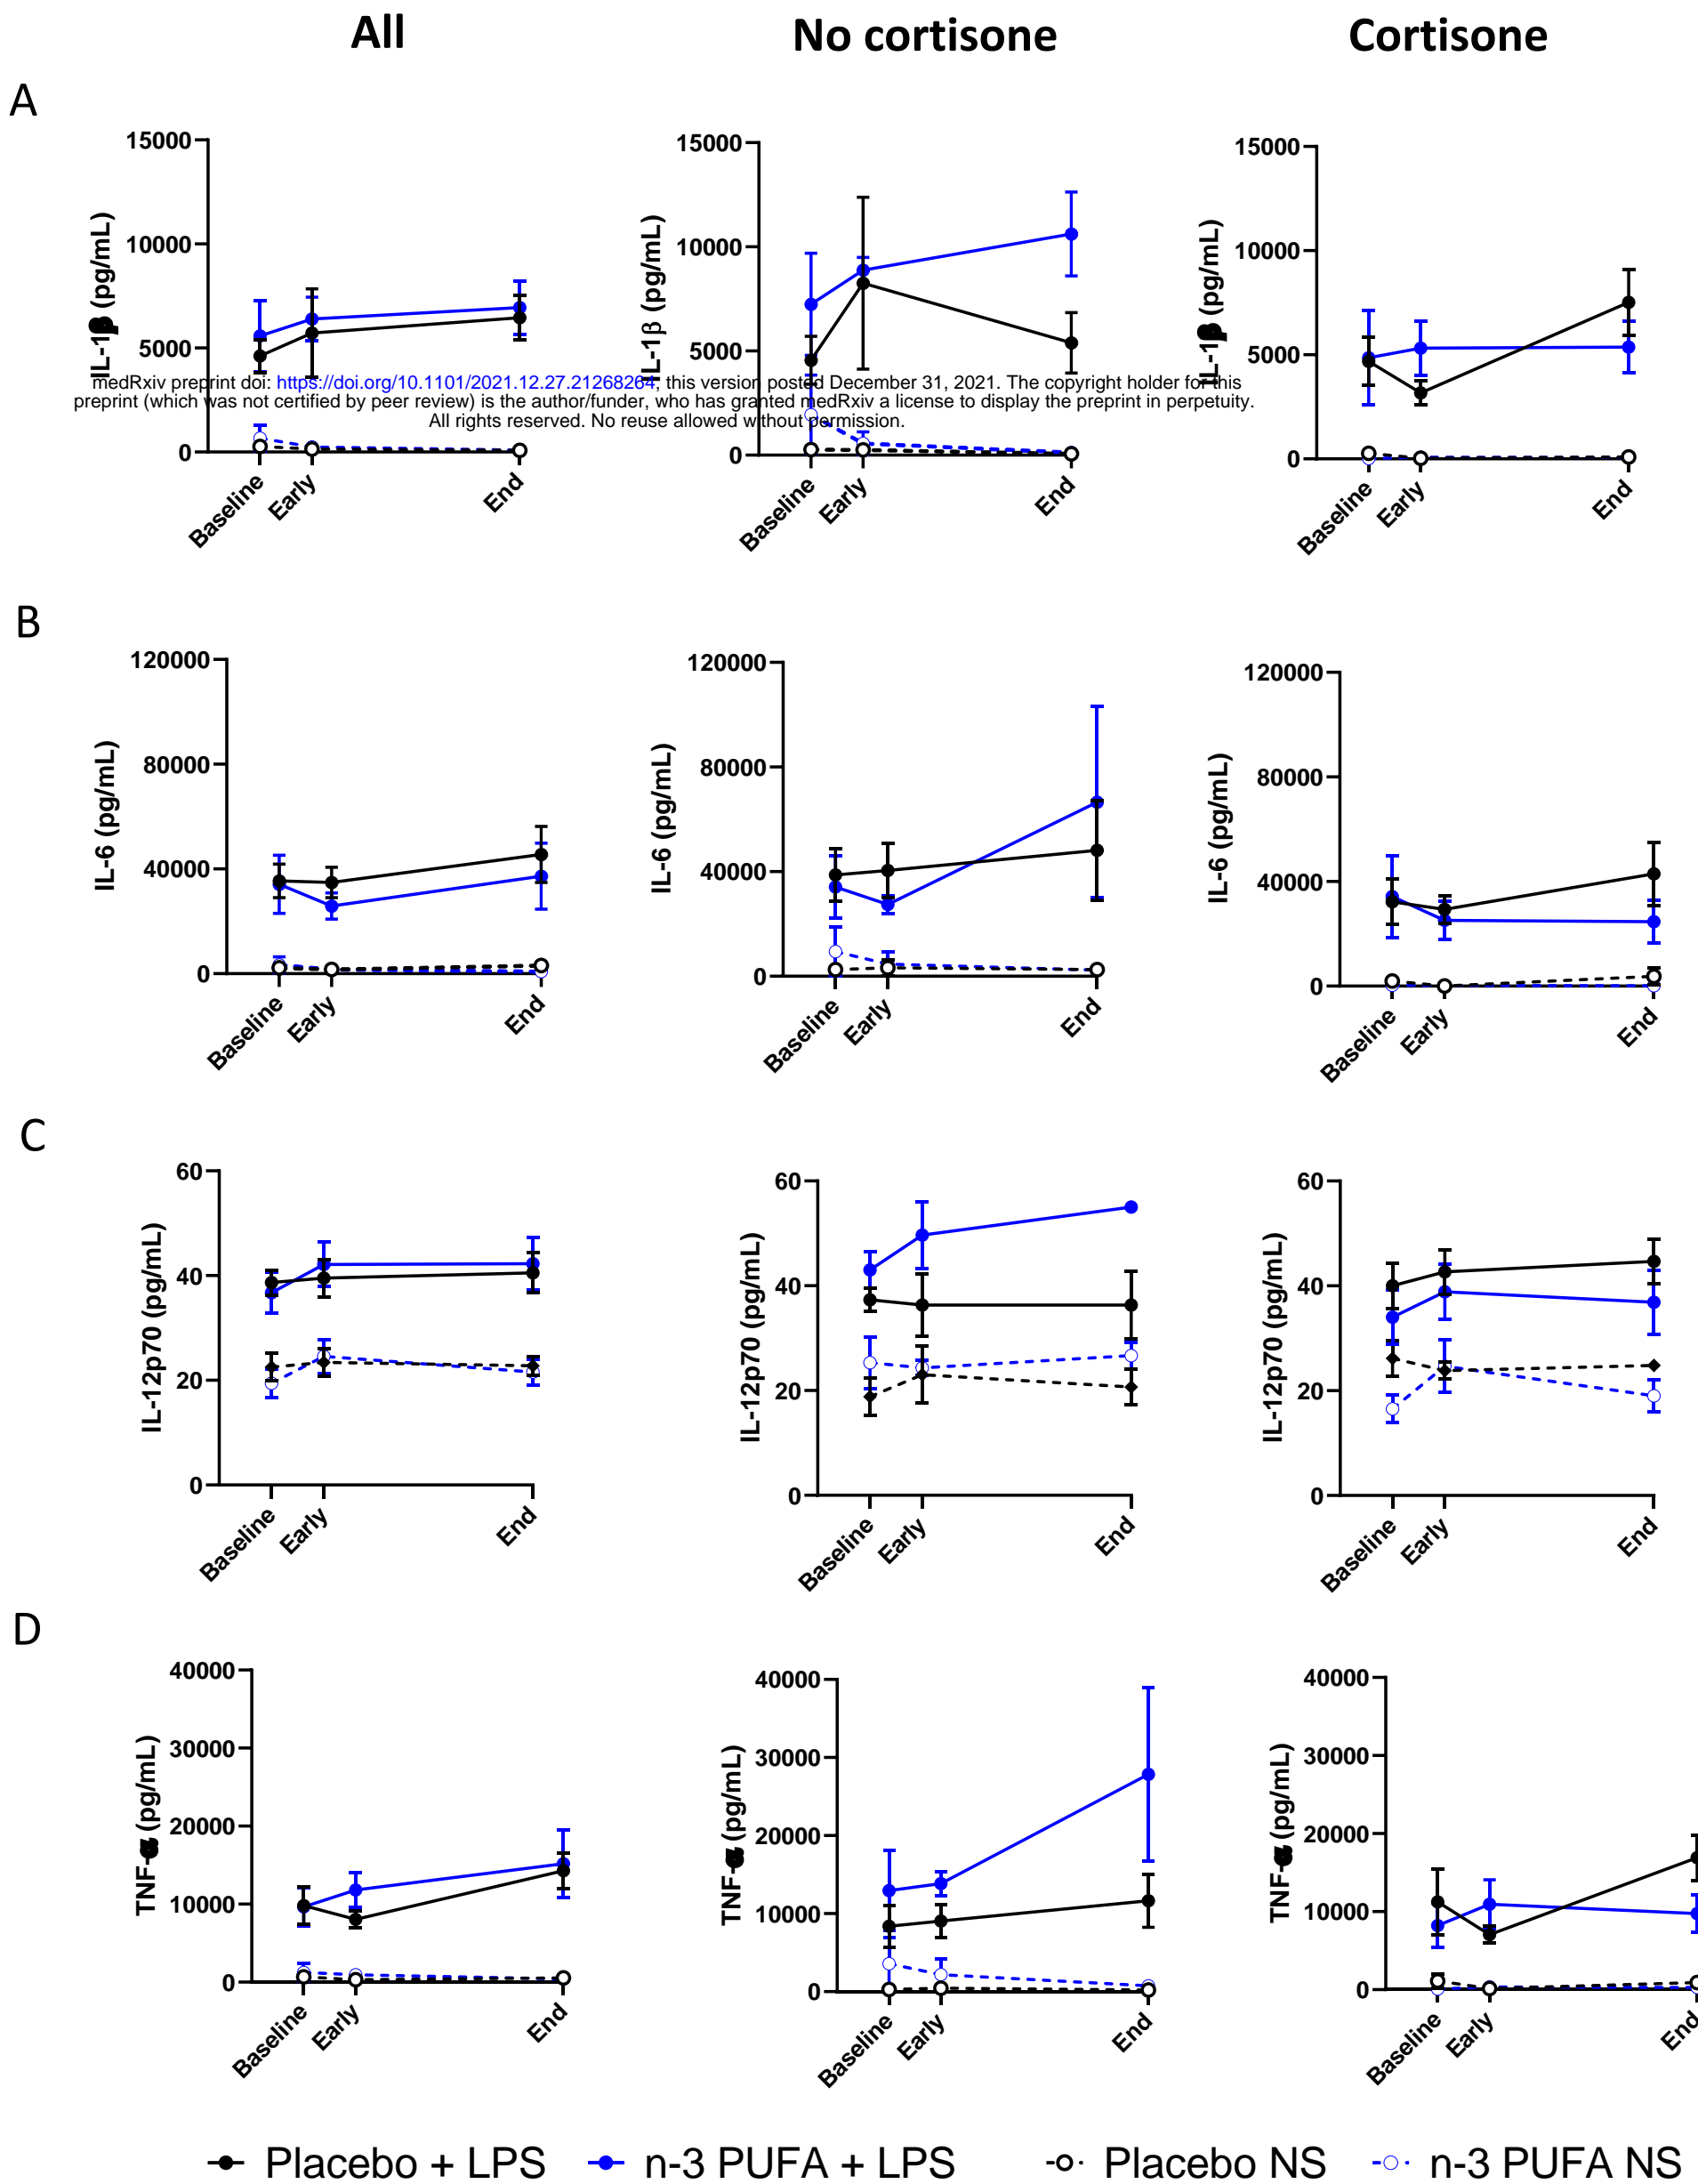 All No cortisone Cortisone
A
15000
10000
5000
0
IL-1β (pg/mL)
Baseline
Early
End
15000
10000
5000
0
IL-1β (pg/mL)
Baseline
Early
End
15000
10000
5000
0
IL-1β (pg/mL)
Baseline
Early
End
medRxiv preprint doi: https://doi.org/10.1101/2021.12.27.21268264; this version posted December 31, 2021. The copyright holder for this
preprint (which was not certified by peer review) is the author/funder, who has granted medRxiv a license to display the preprint in perpetuity.
All rights reserved. No reuse allowed without permission.
B
120000
80000
40000
0
IL-6 (pg/mL)
Baseline
Early
End
120000
80000
40000
0
IL-6 (pg/mL)
Baseline
Early
End
120000
80000
40000
0
IL-6 (pg/mL)
Baseline
Early
End
C
60
40
20
0
IL-12p70 (pg/mL)
Baseline
Early
End
60
40
20
0
IL-12p70 (pg/mL)
Baseline
Early
End
60
40
20
0
IL-12p70 (pg/mL)
Baseline
Early
End
D
40000
30000
20000
10000
0
TNF-α (pg/mL)
Baseline
Early
End
40000
30000
20000
10000
0
TNF-α (pg/mL)
Baseline
Early
End
40000
30000
20000
10000
0
TNF-α (pg/mL)
Baseline
Early
End
Placebo + LPS n-3 PUFA + LPS Placebo NS n-3 PUFA NS